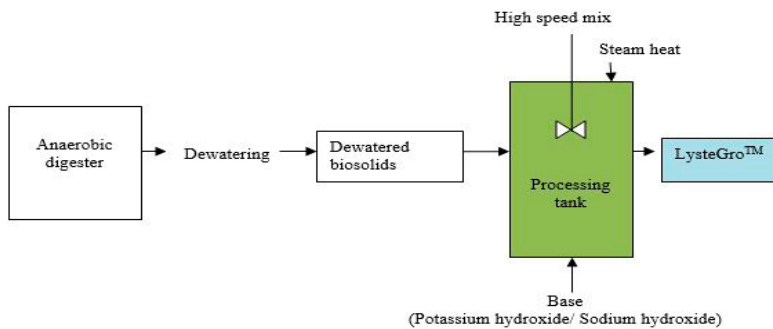 High speed mix
Steam heat
Anaerobic
digester
Dewatering
Dewatered
biosolids
Processing
tank
LysteGro™
Base
(Potassium hydroxide/ Sodium hydroxide)